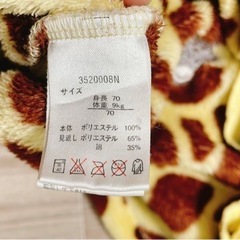 3520008N
サイズ
身長 70
体重 9kg
70
本体 ポリエステル 100%
見返し ポリエステル 65%
綿 35%